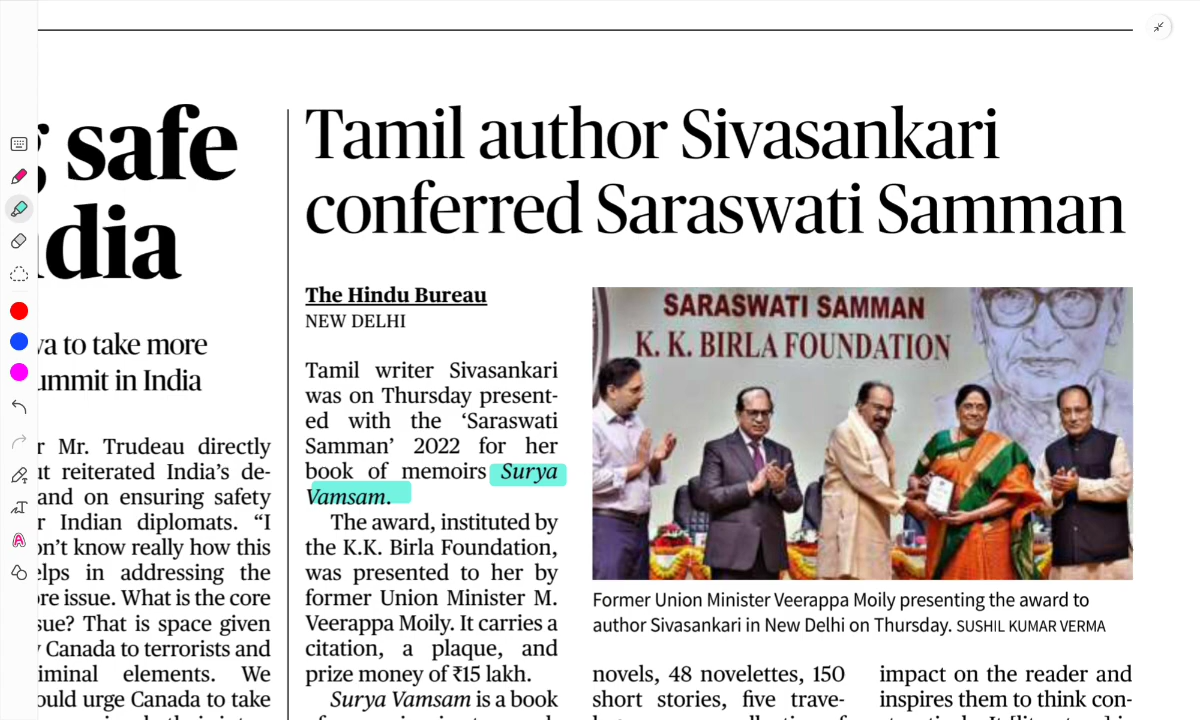 g safe
dia
va to take more
ummit in India
r Mr. Trudeau directly
ut reiterated India's de-
and on ensuring safety
r Indian diplomats. “I
on't know really how this
elps in addressing the
ore issue. What is the core
sue? That is space given
Canada to terrorists and
iminal elements. We
ould urge Canada to take
Tamil author Sivasankari
conferred Saraswati Samman
The Hindu Bureau
NEW DELHI
Tamil writer Sivasankari
was on Thursday present-
ed with the ‘Saraswati
Samman’ 2022 for her
book of memoirs Surya
Vamsam.
The award, instituted by
the K.K. Birla Foundation,
was presented to her by
former Union Minister M.
Veerappa Moily. It carries a
citation, a plaque, and
prize money of ₹15 lakh.
Surya Vamsam is a book
SARASWATI SAMMAN
K. K. BIRLA FOUNDATION
Former Union Minister Veerappa Moily presenting the award to
author Sivasankari in New Delhi on Thursday. SUSHIL KUMAR VERMA
novels, 48 novelettes, 150
short stories, five trave-
impact on the reader and
inspires them to think con-